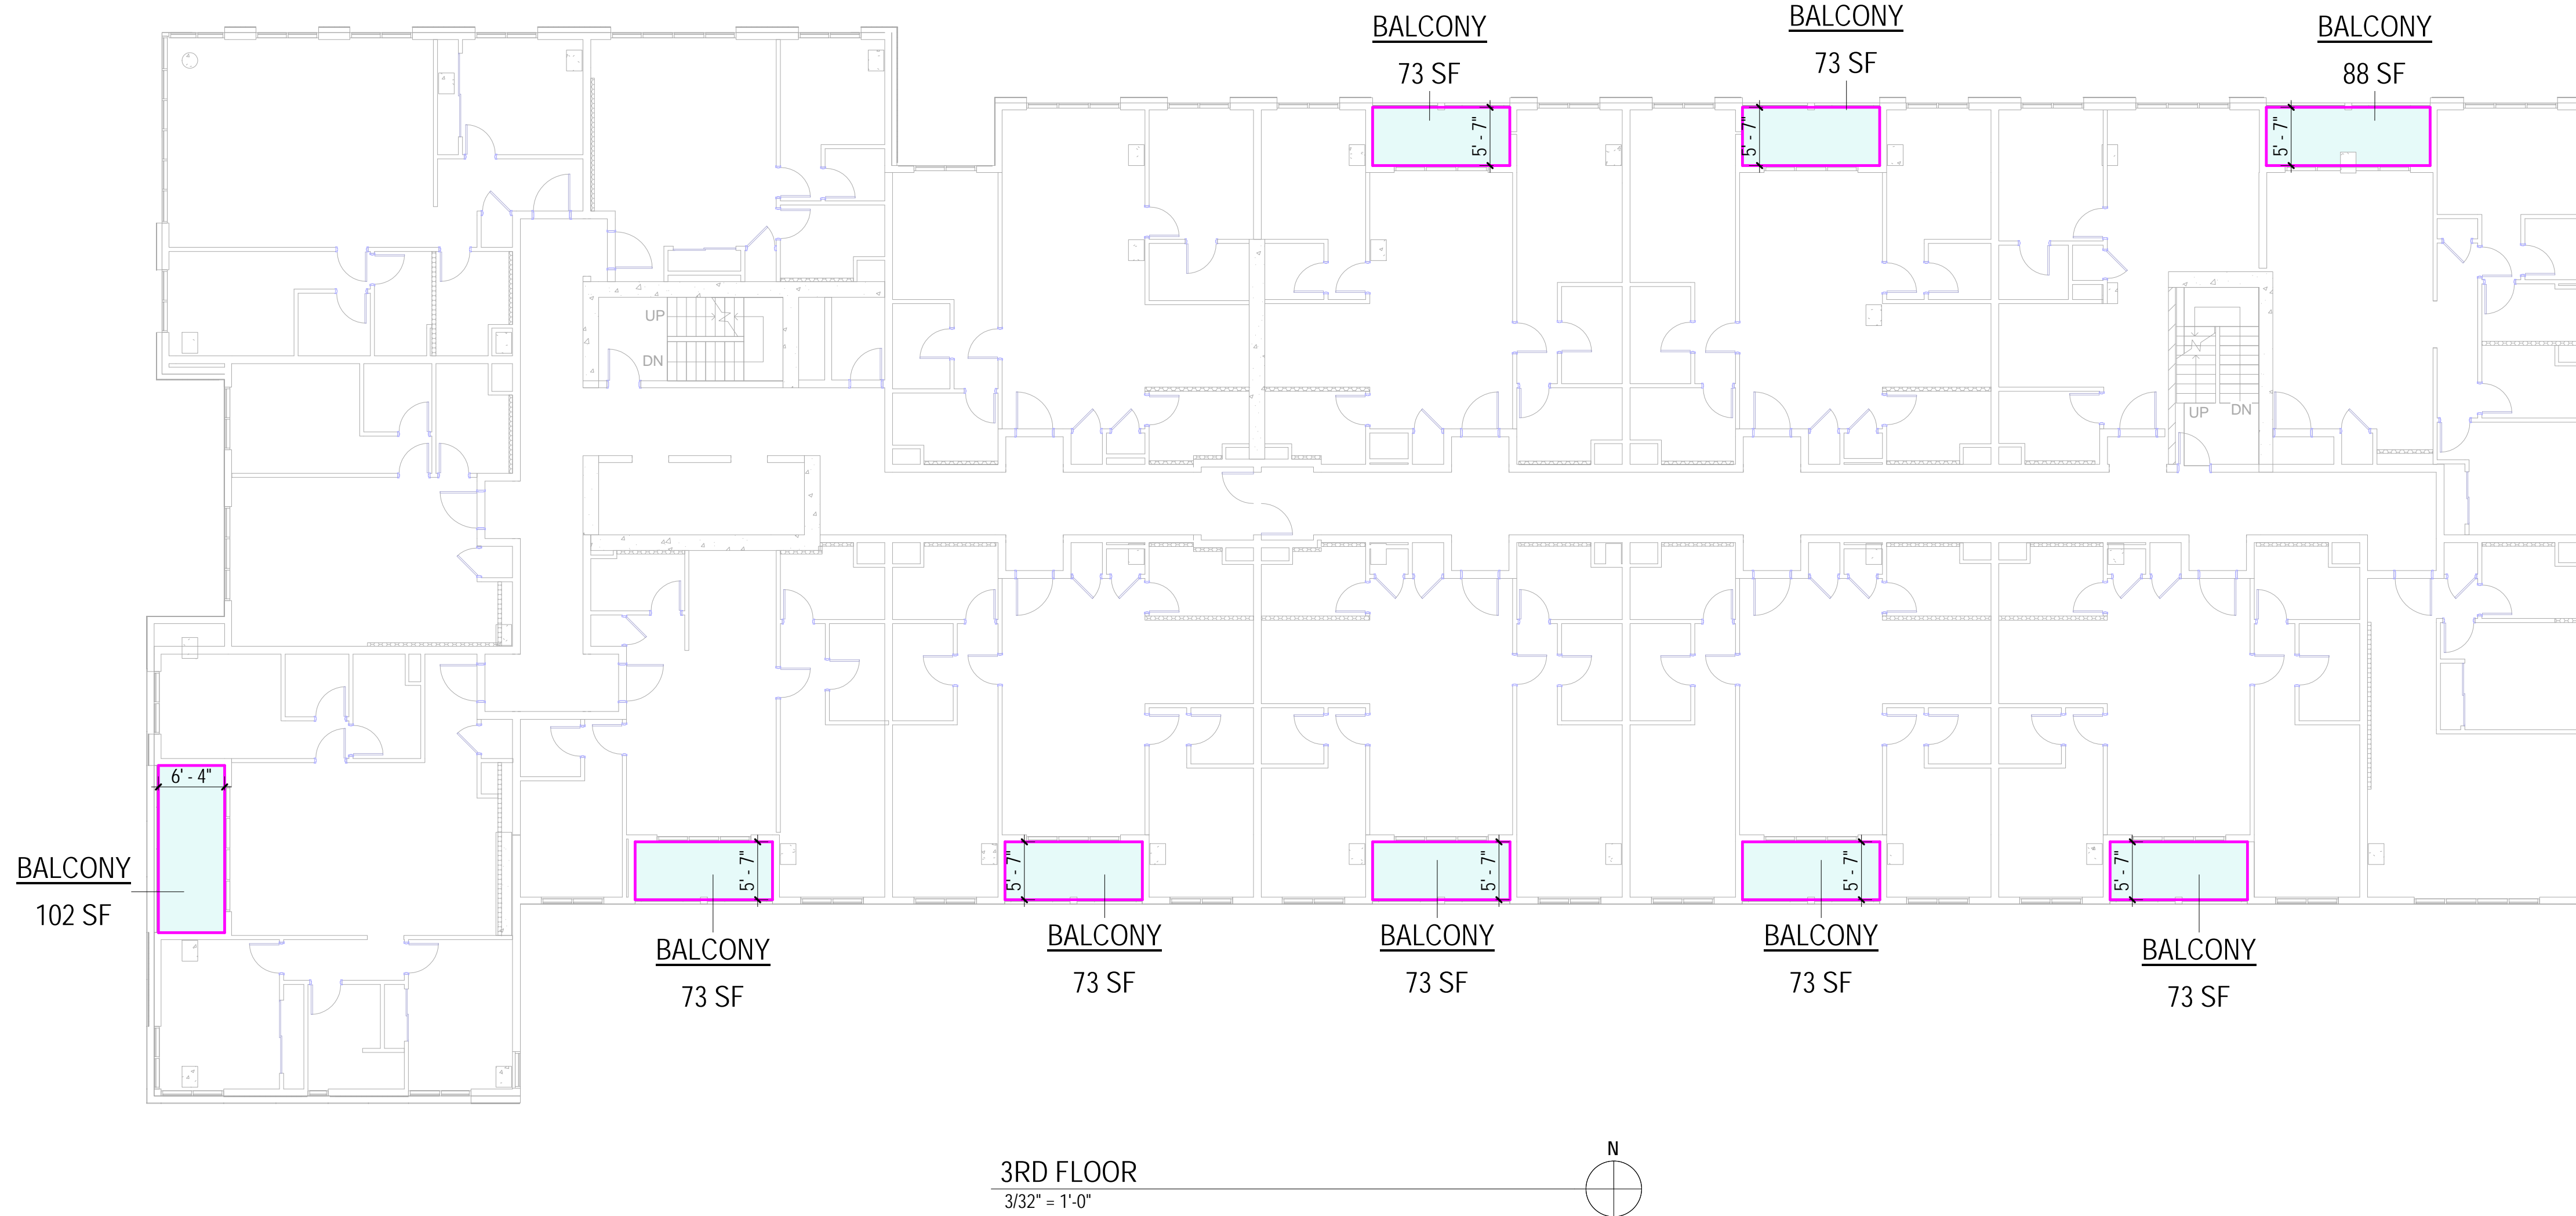 BALCONY
73 SF
BALCONY
73 SF
BALCONY
88 SF
5' - 7"
5' - 7"
5' - 7"
UP
DN
UP DN
6' - 4"
BALCONY
102 SF
5' - 7"
5' - 7"
5' - 7"
5' - 7"
5' - 7"
BALCONY
73 SF
BALCONY
73 SF
BALCONY
73 SF
BALCONY
73 SF
BALCONY
73 SF
N
3RD FLOOR
3/32" = 1'-0"